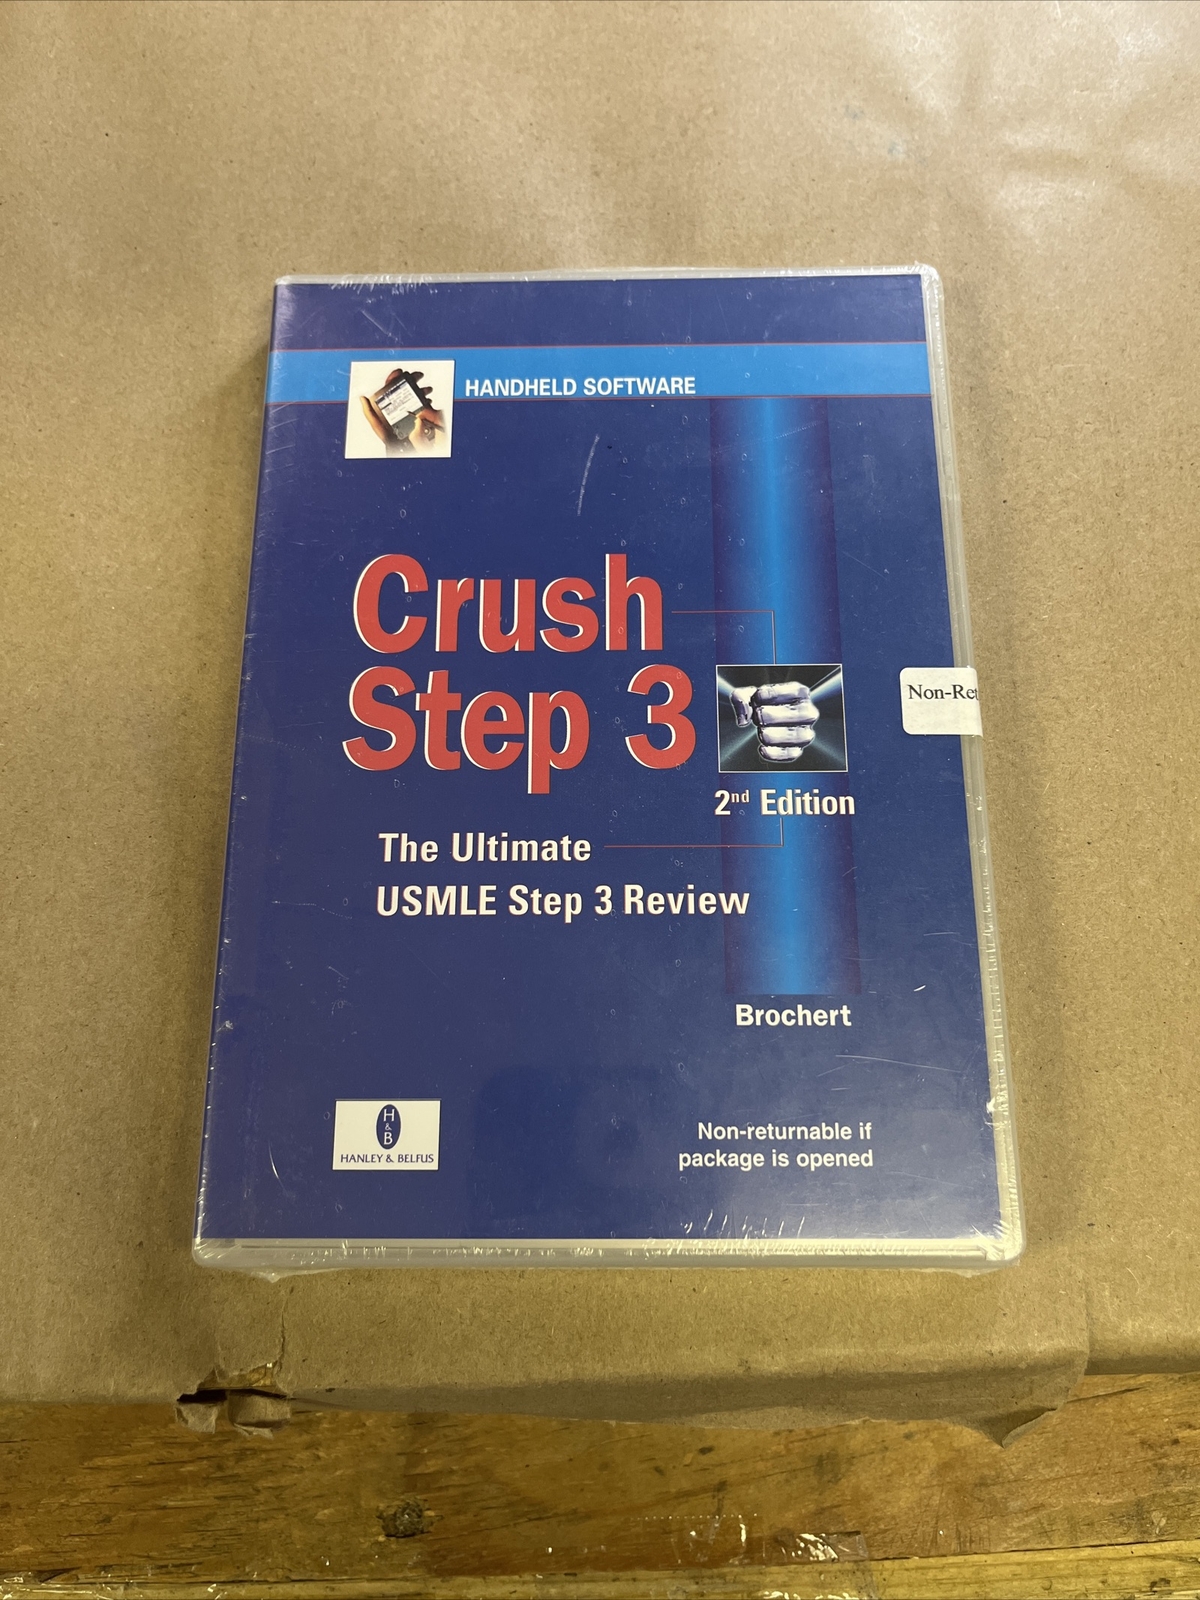 HANDHELD SOFTWARE
Crush
Step 3
Non-Ret
2nd Edition
The Ultimate
USMLE Step 3 Review
Brochert
H
&
B
HANLEY & BELFUS
Non-returnable if
package is opened